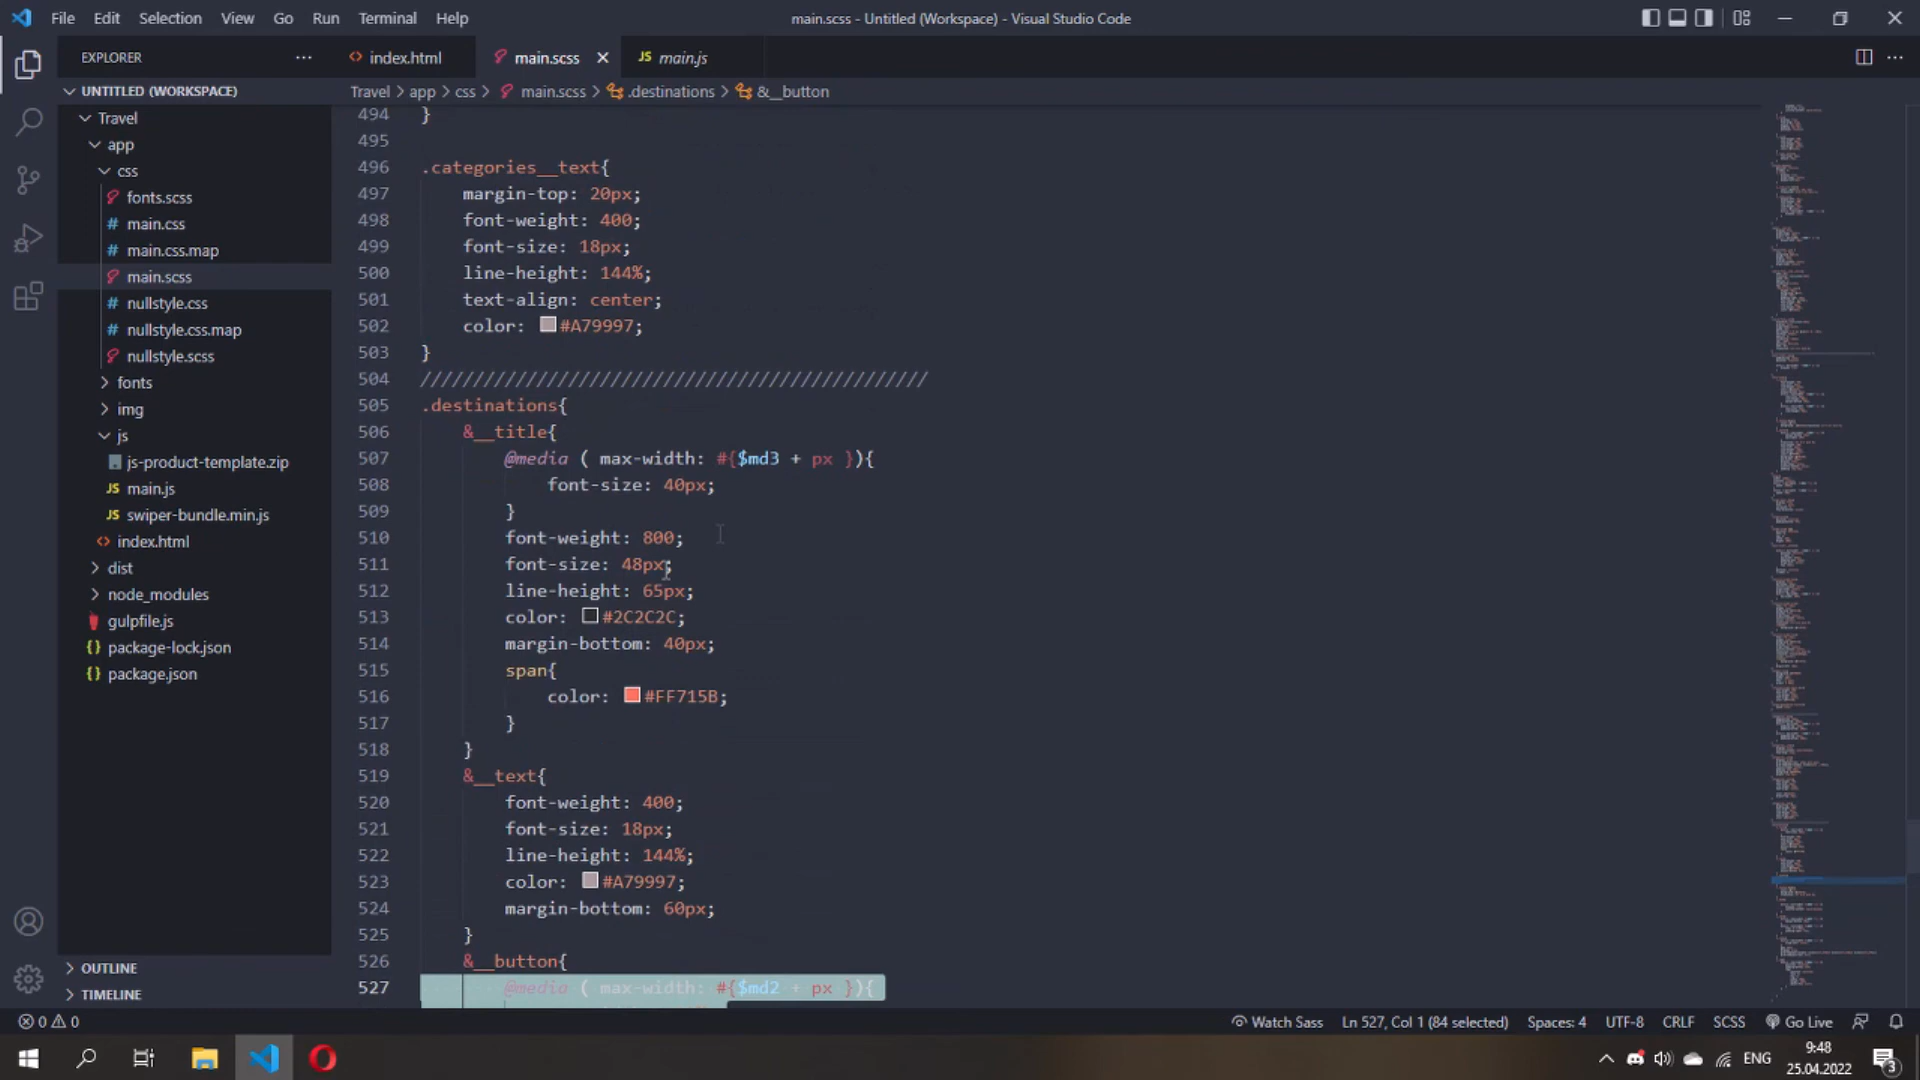 File Edit Selection View Go Run Terminal Help
main.scss - Untitled (Workspace) - Visual Studio Code
EXPLORER
index.html
main.scss
JS main.js
UNTITLED (WORKSPACE)
Travel > app > css > main.scss > .destinations > &__button
Travel
app
css
fonts.scss
# main.css
main.css.map
main.scss
# nullstyle.css
# nullstyle.css.map
nullstyle.scss
fonts
img
js
js-product-template.zip
JS main.js
JS swiper-bundle.min.js
<> index.html
dist
node_modules
gulpfile.js
{} package-lock.json
{} package.json
OUTLINE
TIMELINE
494 }
495
496 .categories__text{
497 margin-top: 20px;
498 font-weight: 400;
499 font-size: 18px;
500 line-height: 144%;
501 text-align: center;
502 color: #A79997;
503 }
504 ////////////////////////////////////////////////
505 .destinations{
506 &__title{
507 @media ( max-width: #{$md3 + px }){
508 font-size: 40px;
509 }
510 font-weight: 800;
511 font-size: 48px;
512 line-height: 65px;
513 color: #2C2C2C;
514 margin-bottom: 40px;
515 span{
516 color: #FF715B;
517 }
518 }
519 &__text{
520 font-weight: 400;
521 font-size: 18px;
522 line-height: 144%;
523 color: #A79997;
524 margin-bottom: 60px;
525 }
526 &__button{
527 @media ( max-width: #{$md2 + px }){
0 0
Watch Sass
Ln 527, Col 1 (84 selected)
Spaces: 4
UTF-8
CRLF
SCSS
Go Live
ENG
9:48
25.04.2022
3